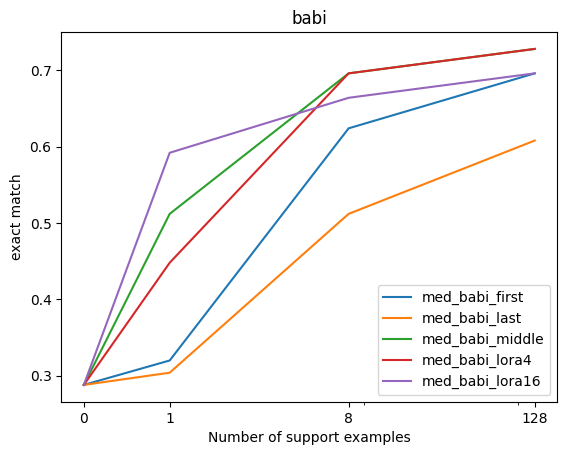 babi
exact match
0.7
0.6
0.5
0.4
0.3
0 1 8 128
Number of support examples
med_babi_first
med_babi_last
med_babi_middle
med_babi_lora4
med_babi_lora16